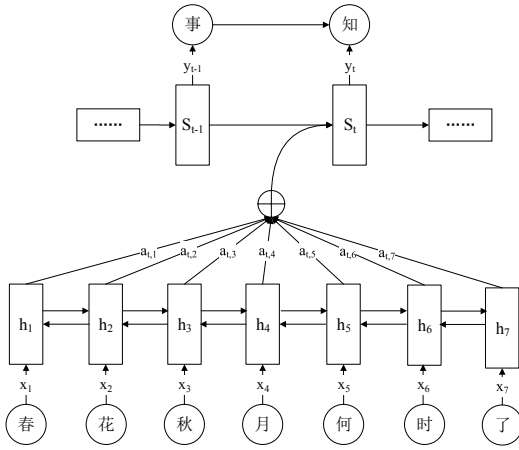 事 知
y_{t-1} y_t
...... S_{t-1} S_t ......
a_{t,1} a_{t,2} a_{t,3} a_{t,4} a_{t,5} a_{t,6} a_{t,7}
h_1 h_2 h_3 h_4 h_5 h_6 h_7
x_1 x_2 x_3 x_4 x_5 x_6 x_7
春 花 秋 月 何 时 了